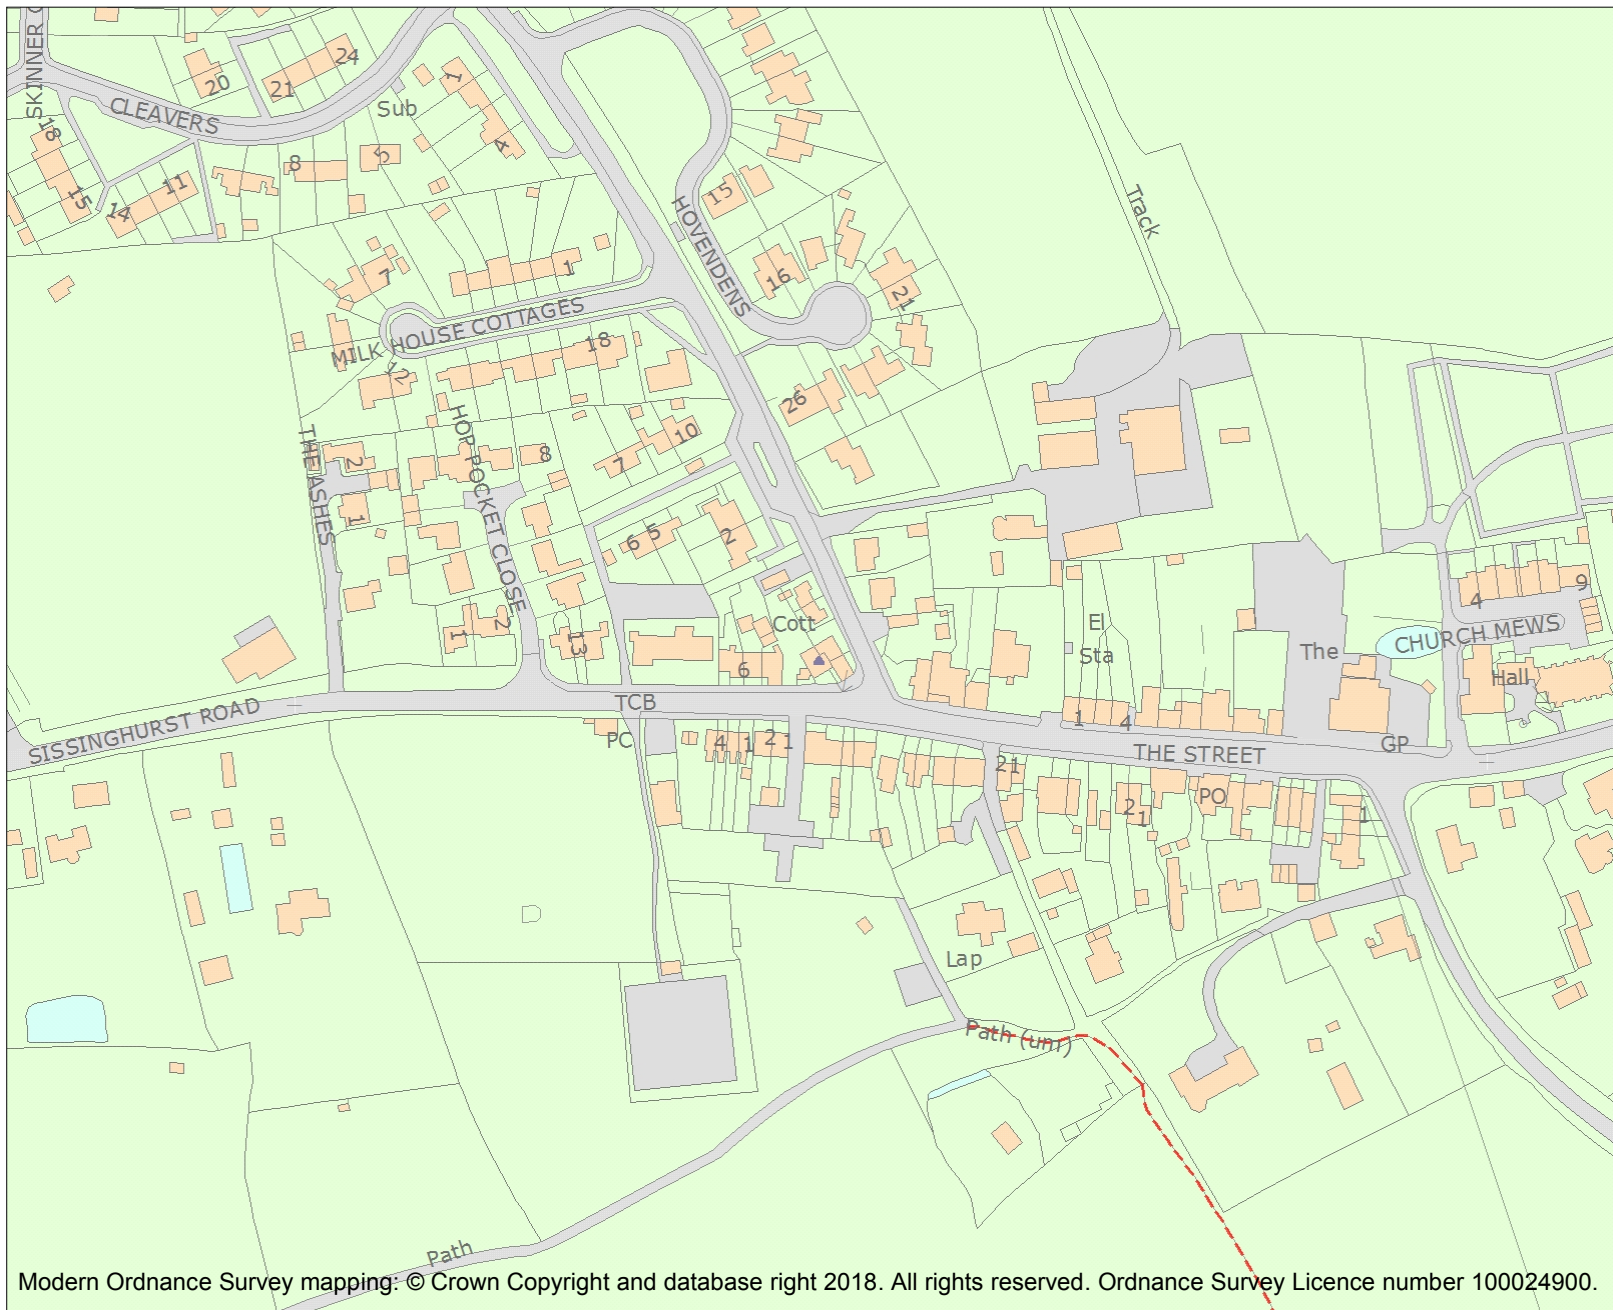 SKINNER C
CLEAVERS
20
21
24
Sub
1
4
18
15
14
11
8
5
Track
HOVENDENS
15
16
21
26
7
1
MILK HOUSE COTTAGES
12
18
HOP POCKET CLOSE
THE ASHES
2
1
8
7
10
6
5
2
1
2
13
Cott
6
El
Sta
The
CHURCH MEWS
4
9
Hall
SISSINGHURST ROAD
TCB
PC
4
1
2
1
1
4
THE STREET
GP
21
2
1
PO
1
Lap
Path (um)
Path
Modern Ordnance Survey mapping: © Crown Copyright and database right 2018. All rights reserved. Ordnance Survey Licence number 100024900.